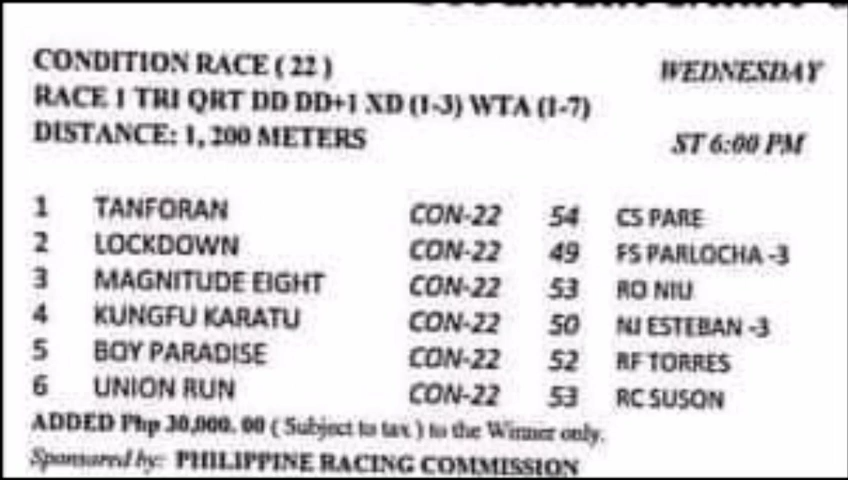 CONDITION RACE ( 22 ) WEDNESDAY
RACE 1 TRI QRT DD DD+1 XD (1-3) WTA (1-7)
DISTANCE: 1, 200 METERS ST 6:00 PM
1 TANFORAN CON-22 54 CS PARE
2 LOCKDOWN CON-22 49 FS PARLOCHA -3
3 MAGNITUDE EIGHT CON-22 53 RO NIU
4 KUNGFU KARATU CON-22 50 NJ ESTEBAN -3
5 BOY PARADISE CON-22 52 RF TORRES
6 UNION RUN CON-22 53 RC SUSON
ADDED Php 30,000. 00 ( Subject to tax ) to the Winner only.
Sponsored by: PHILIPPINE RACING COMMISSION